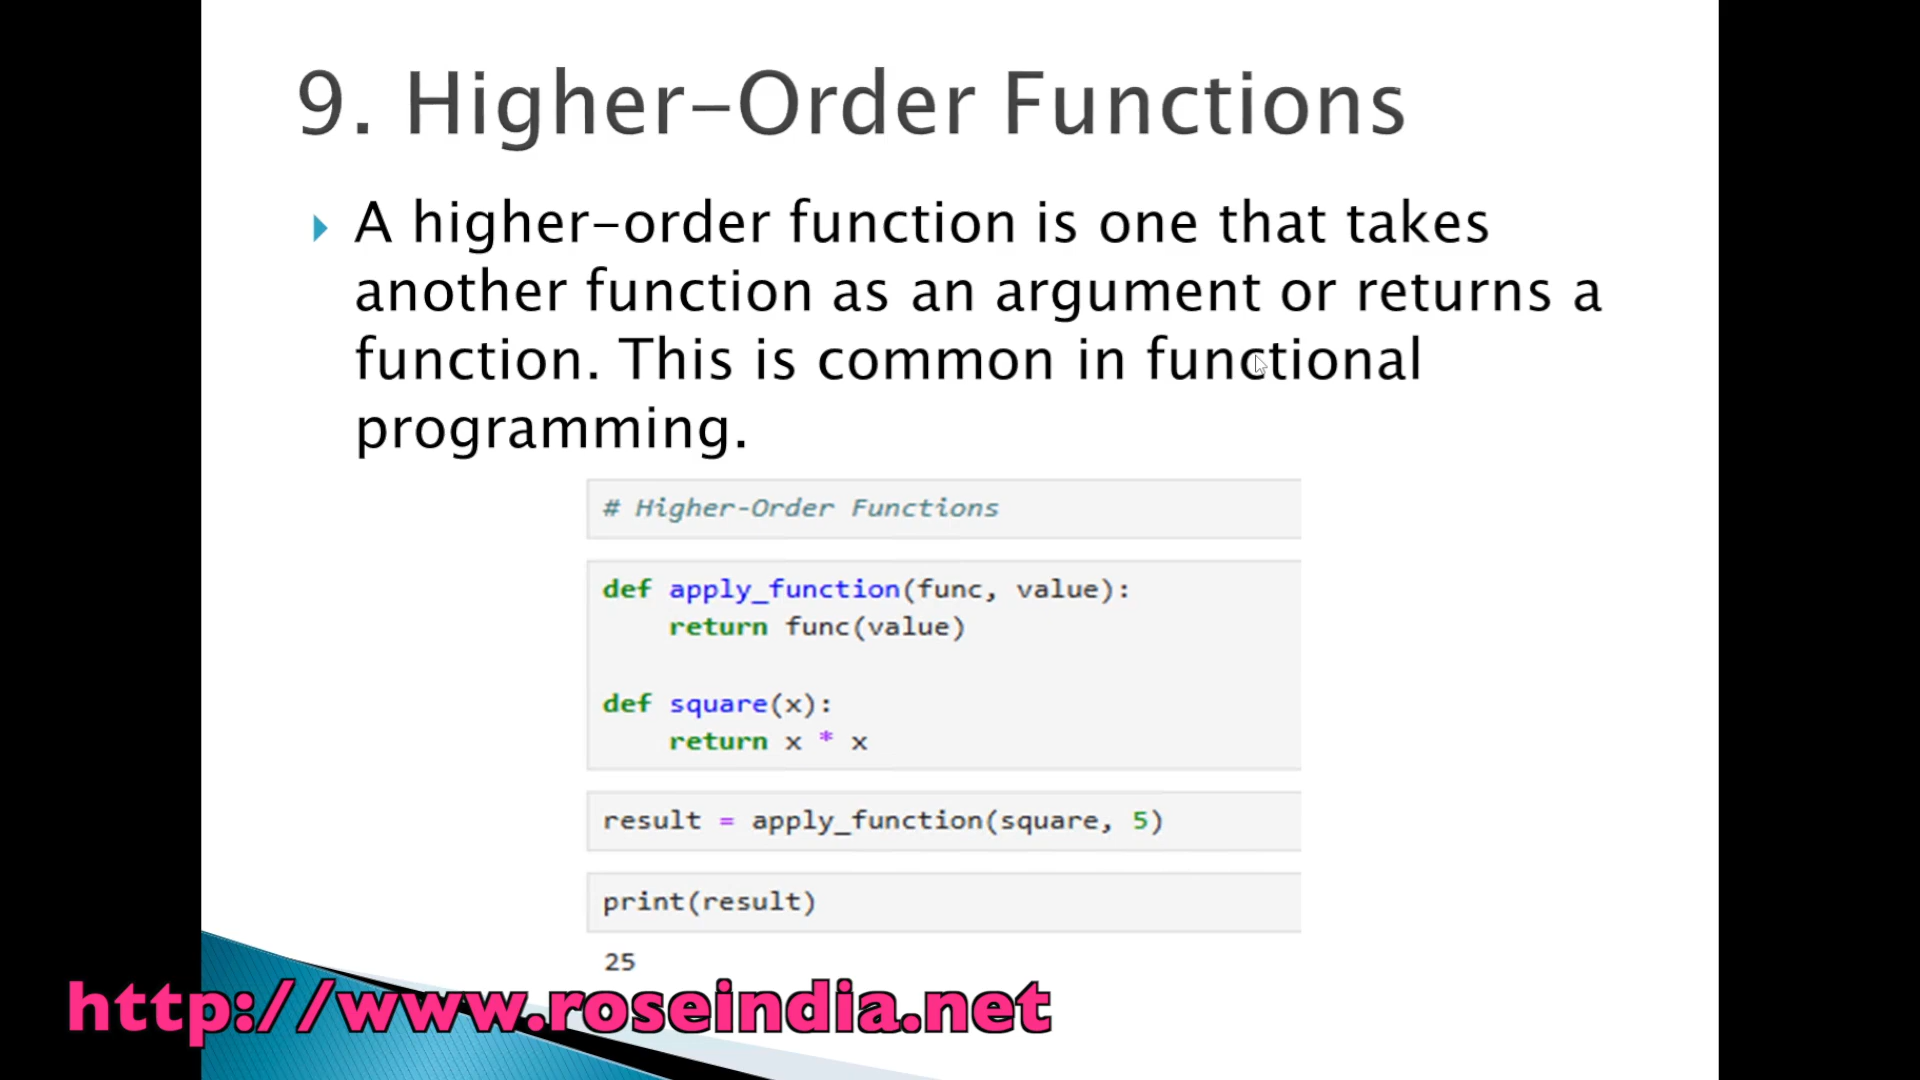 9. Higher-Order Functions
A higher-order function is one that takes
another function as an argument or returns a
function. This is common in functional
programming.
# Higher-Order Functions
def apply_function(func, value):
    return func(value)
def square(x):
    return x * x
result = apply_function(square, 5)
print(result)
25
http://www.roseindia.net